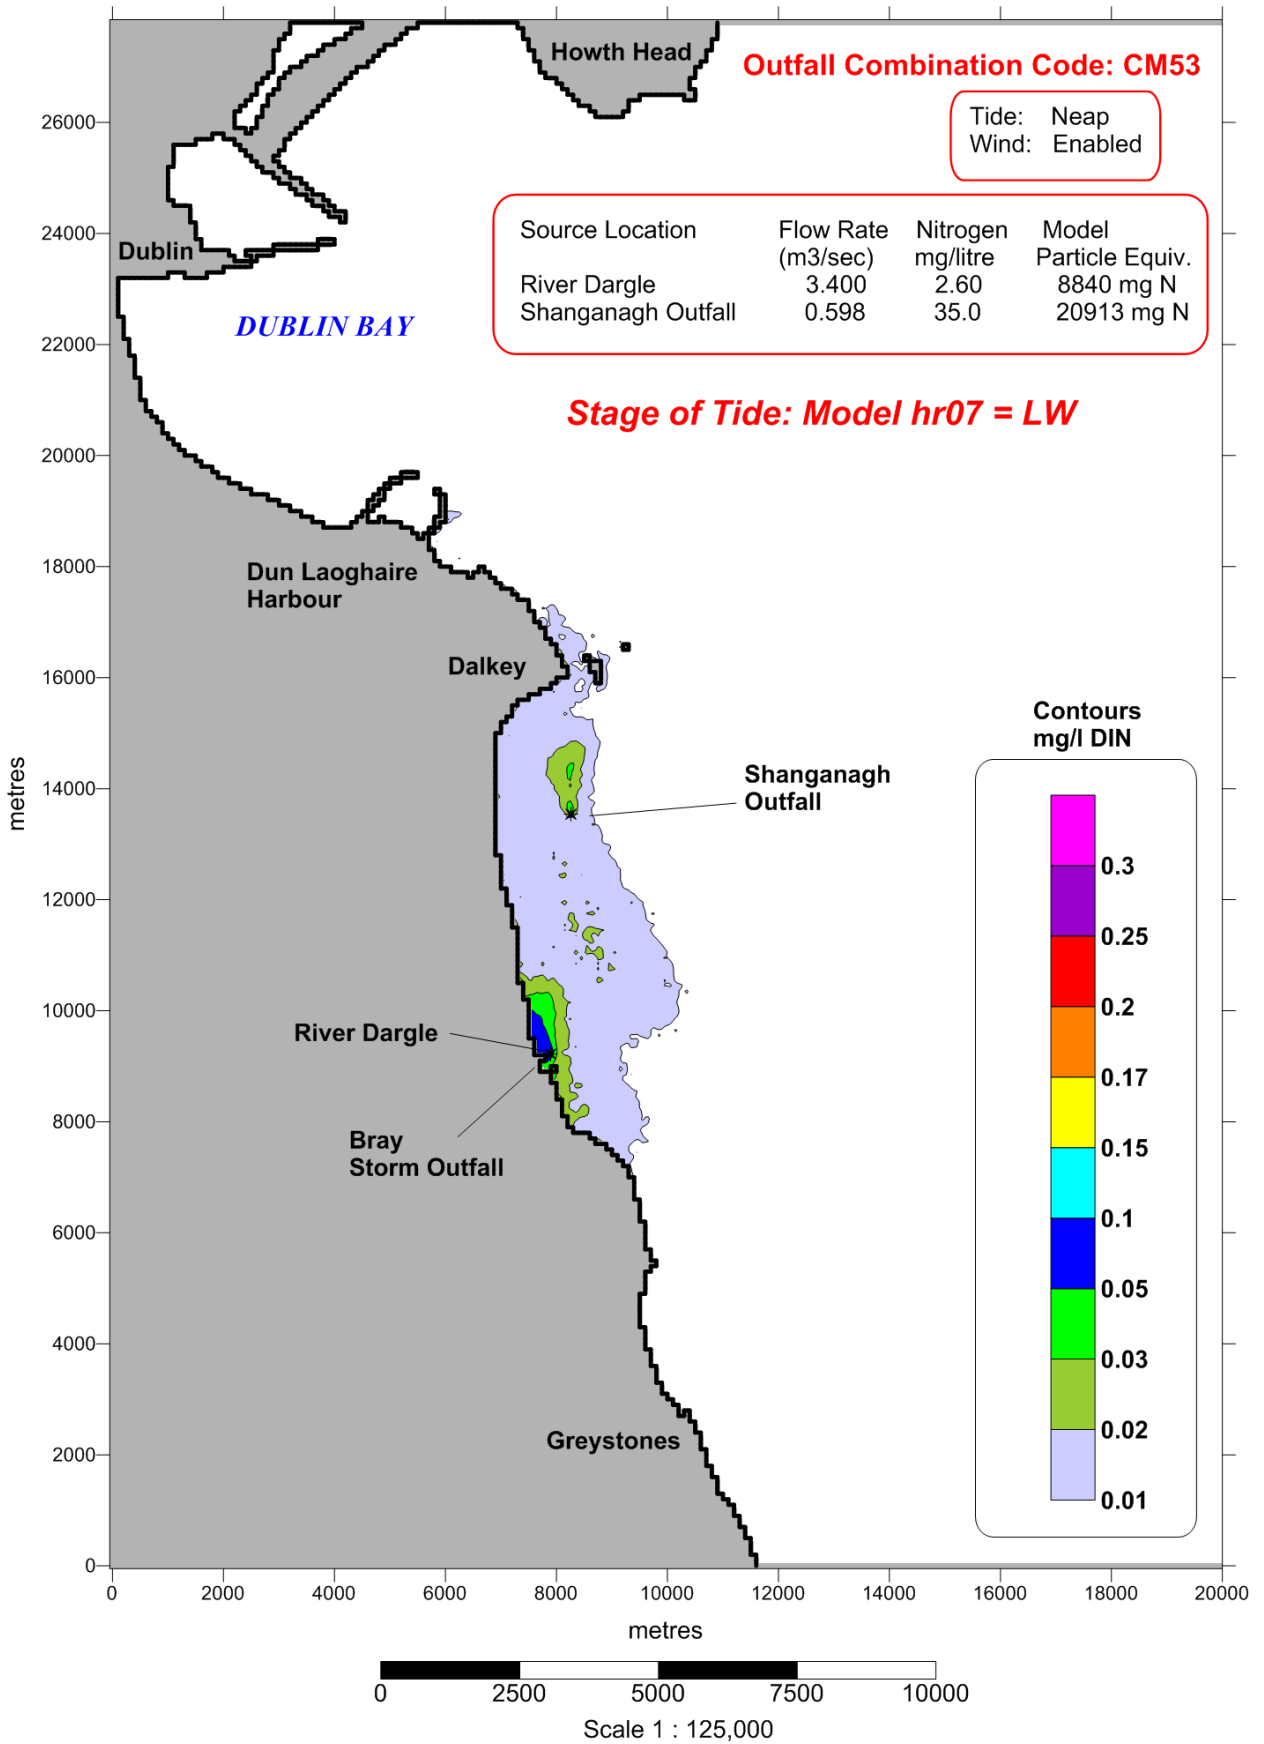 Howth Head
Outfall Combination Code: CM53
Tide: Neap
Wind: Enabled
Source Location Flow Rate Nitrogen Model
(m3/sec) mg/litre Particle Equiv.
River Dargle 3.400 2.60 8840 mg N
Shanganagh Outfall 0.598 35.0 20913 mg N
Dublin
DUBLIN BAY
Stage of Tide: Model hr07 = LW
Dun Laoghaire
Harbour
Dalkey
Shanganagh
Outfall
River Dargle
Bray
Storm Outfall
Greystones
Contours
mg/l DIN
0.3
0.25
0.2
0.17
0.15
0.1
0.05
0.03
0.02
0.01
26000
24000
22000
20000
18000
16000
14000
12000
10000
8000
6000
4000
2000
0
metres
0 2000 4000 6000 8000 10000 12000 14000 16000 18000 20000
metres
0 2500 5000 7500 10000
Scale 1 : 125,000